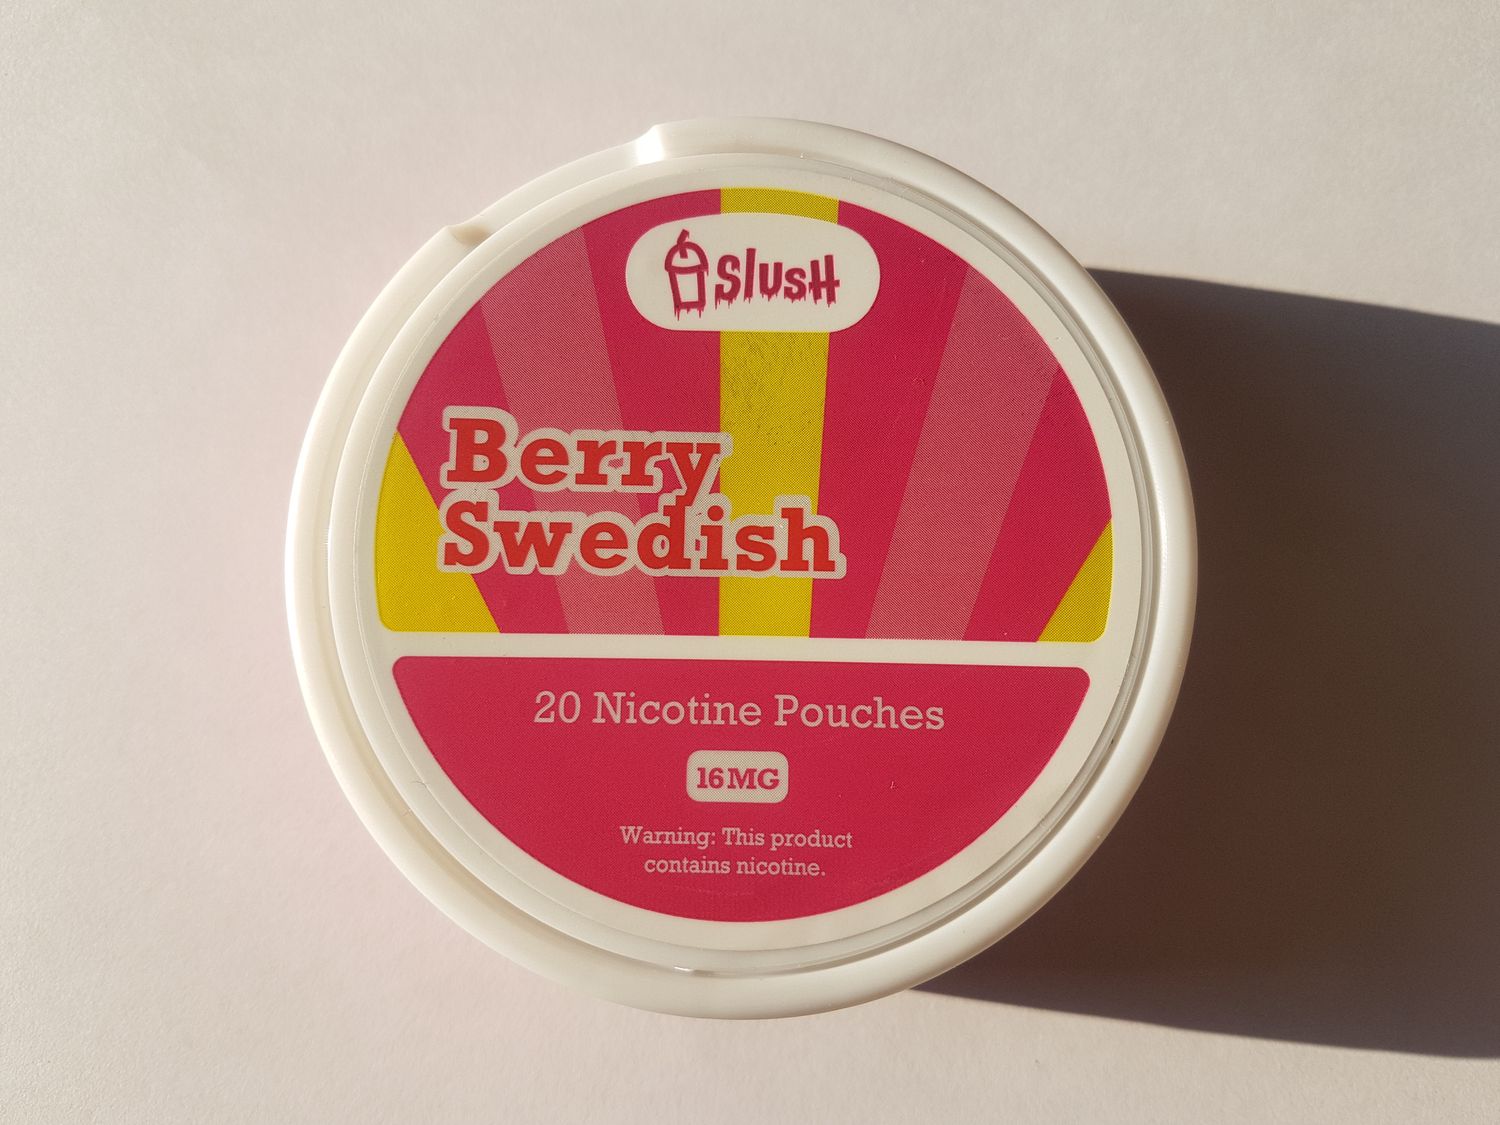 SlusH
Berry
Swedish
20 Nicotine Pouches
16MG
Warning: This product
contains nicotine.